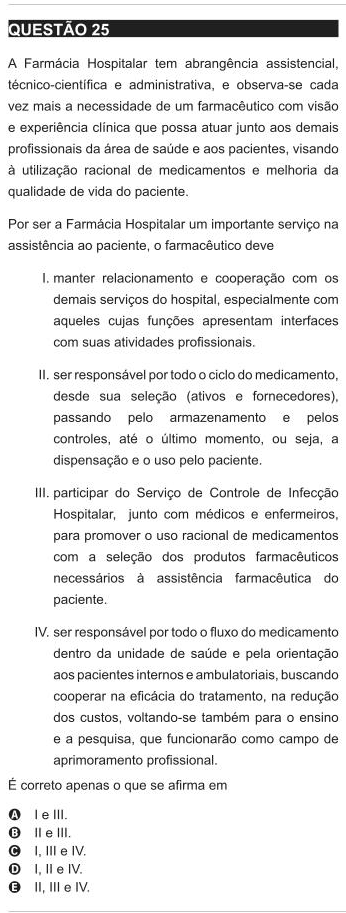 QUESTÃO 25
A Farmácia Hospitalar tem abrangência assistencial,
técnico-científica e administrativa, e observa-se cada
vez mais a necessidade de um farmacêutico com visão
e experiência clínica que possa atuar junto aos demais
profissionais da área de saúde e aos pacientes, visando
à utilização racional de medicamentos e melhoria da
qualidade de vida do paciente.
Por ser a Farmácia Hospitalar um importante serviço na
assistência ao paciente, o farmacêutico deve
I. manter relacionamento e cooperação com os
demais serviços do hospital, especialmente com
aqueles cujas funções apresentam interfaces
com suas atividades profissionais.
II. ser responsável por todo o ciclo do medicamento,
desde sua seleção (ativos e fornecedores),
passando pelo armazenamento e pelos
controles, até o último momento, ou seja, a
dispensação e o uso pelo paciente.
III. participar do Serviço de Controle de Infecção
Hospitalar, junto com médicos e enfermeiros,
para promover o uso racional de medicamentos
com a seleção dos produtos farmacêuticos
necessários à assistência farmacêutica do
paciente.
IV. ser responsável por todo o fluxo do medicamento
dentro da unidade de saúde e pela orientação
aos pacientes internos e ambulatoriais, buscando
cooperar na eficácia do tratamento, na redução
dos custos, voltando-se também para o ensino
e a pesquisa, que funcionarão como campo de
aprimoramento profissional.
É correto apenas o que se afirma em
A I e III.
B II e III.
C I, III e IV.
D I, II e IV.
E II, III e IV.